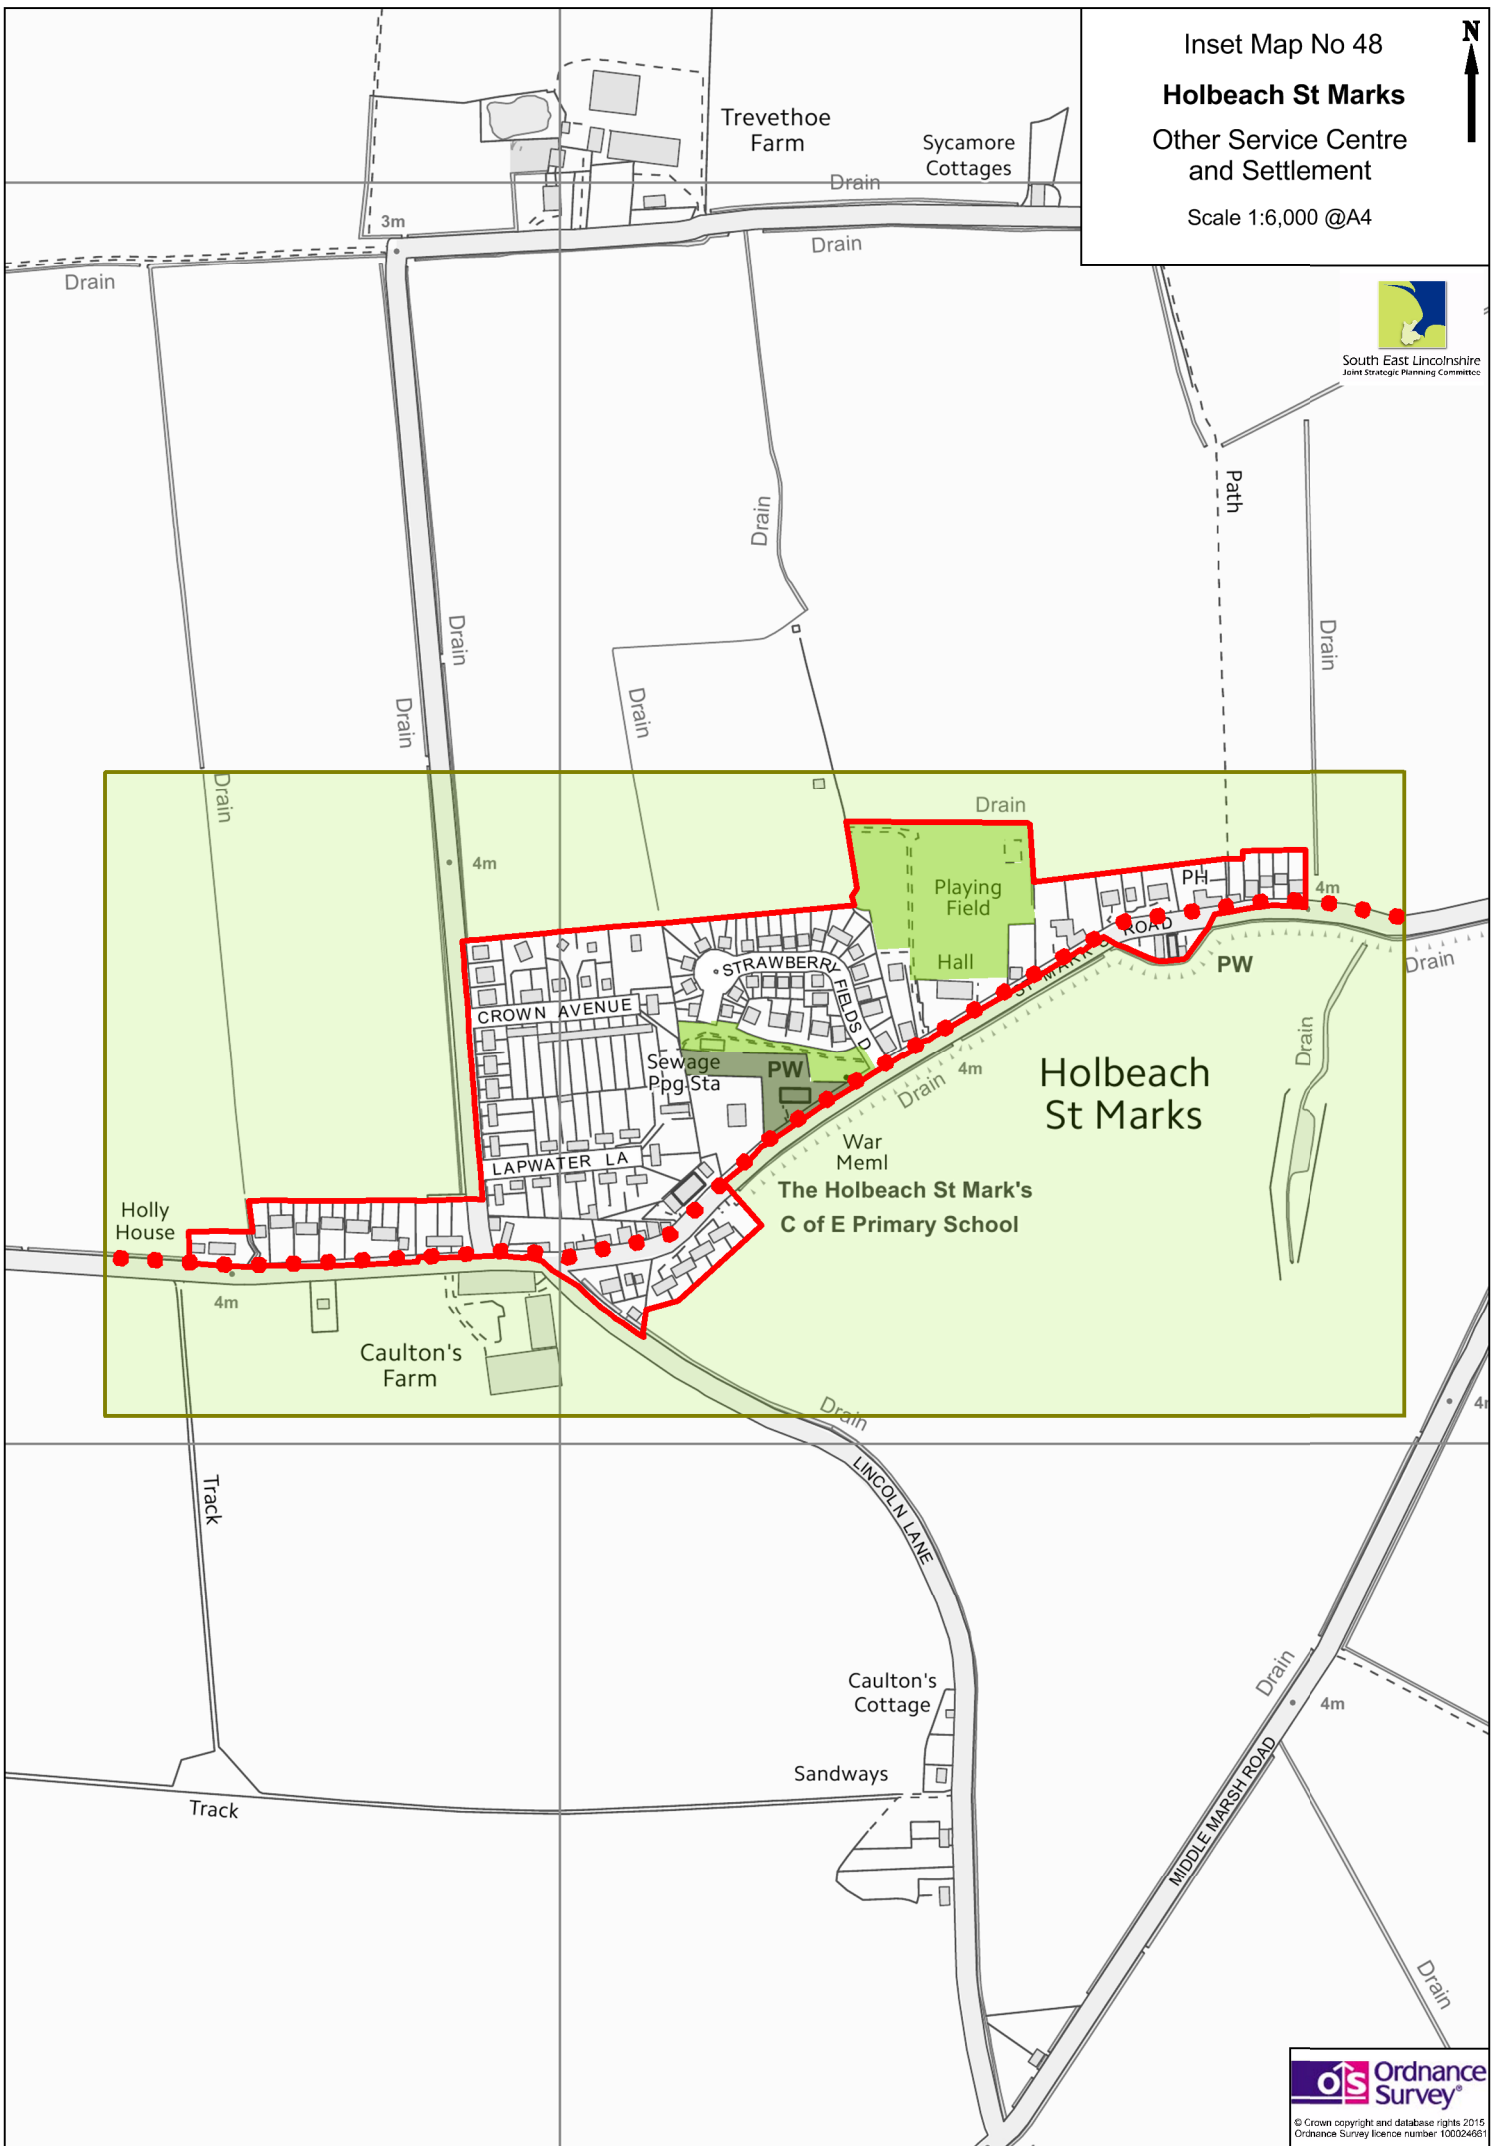 Inset Map No 48
N
Holbeach St Marks
Other Service Centre
and Settlement
Scale 1:6,000 @A4
South East Lincolnshire
Joint Strategic Planning Committee
Trevethoe
Farm
Sycamore
Cottages
Drain
3m
Drain
Drain
Path
Drain
Drain
Drain
Drain
Drain
Drain
Drain
4m
Playing
Field
PH
4m
ROAD
Hall
ST MARK'S
PW
Drain
STRAWBERRY
FIELDS D
CROWN AVENUE
Sewage
Ppg Sta
PW
4m
Drain
Drain
Holbeach
St Marks
War
Meml
LAPWATER LA
The Holbeach St Mark's
C of E Primary School
Holly
House
4m
Caulton's
Farm
Drain
4m
LINCOLN LANE
Track
Caulton's
Cottage
Drain
4m
Sandways
Track
MIDDLE MARSH ROAD
Drain
OS
Ordnance
Survey®
© Crown copyright and database rights 2015
Ordnance Survey licence number 100024661